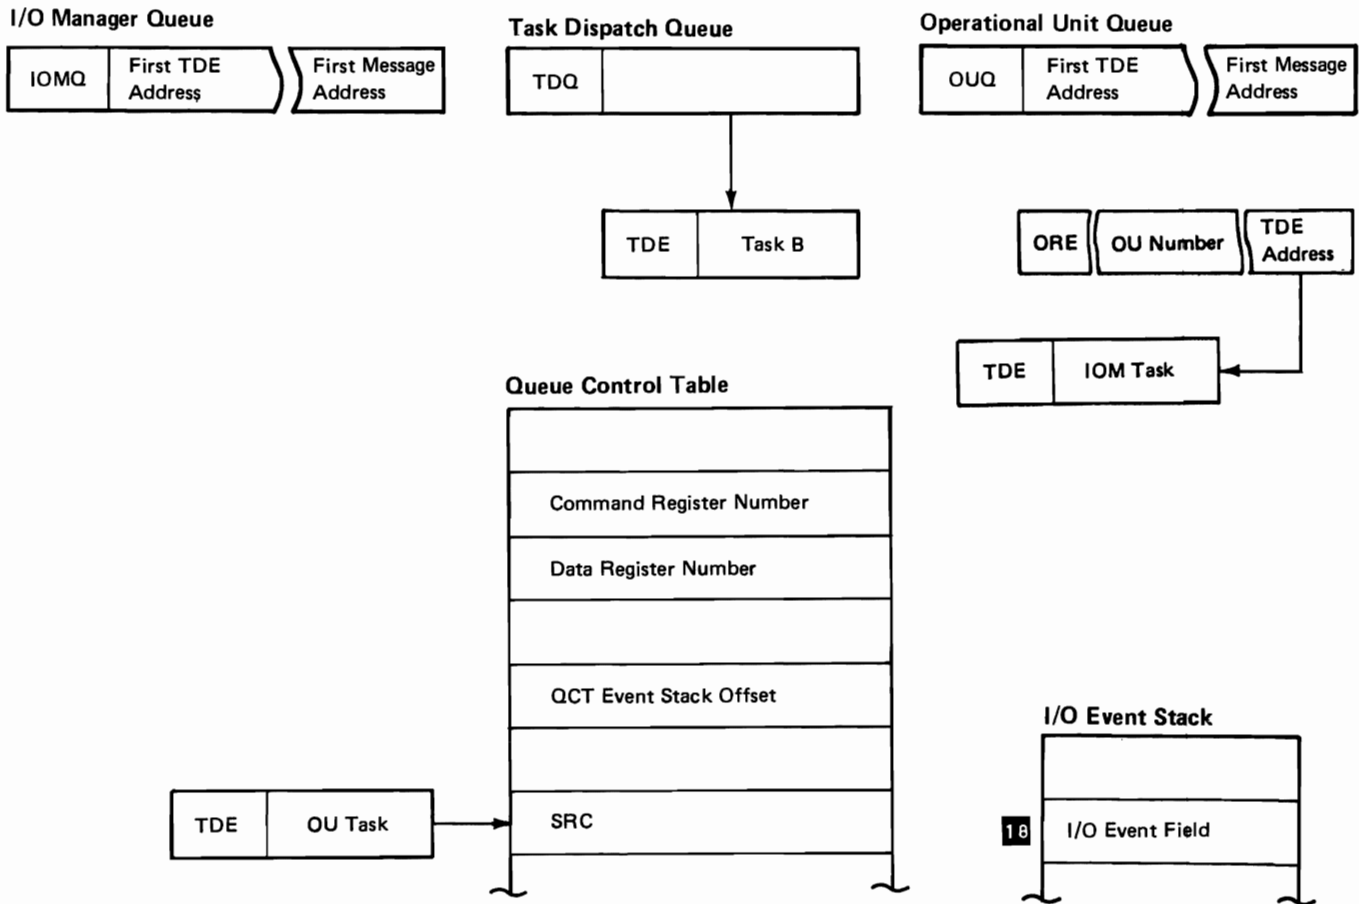 I/O Manager Queue
IOMQ
First TDE
Address
First Message
Address
Task Dispatch Queue
TDQ
Operational Unit Queue
OUQ
First TDE
Address
First Message
Address
TDE
Task B
ORE
OU Number
TDE
Address
TDE
IOM Task
Queue Control Table
Command Register Number
Data Register Number
QCT Event Stack Offset
SRC
TDE
OU Task
I/O Event Stack
18
I/O Event Field